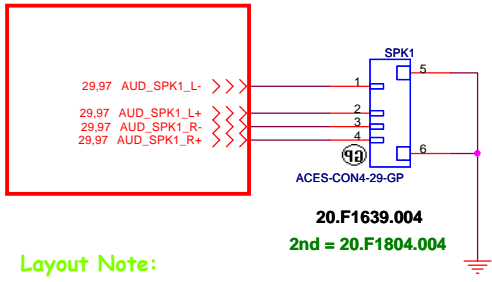 SPK1
5
29,97 AUD_SPK1_L- 1
29,97 AUD_SPK1_L+ 2
29,97 AUD_SPK1_R- 3
29,97 AUD_SPK1_R+ 4
6
GP
ACES-CON4-29-GP
20.F1639.004
2nd = 20.F1804.004
Layout Note: